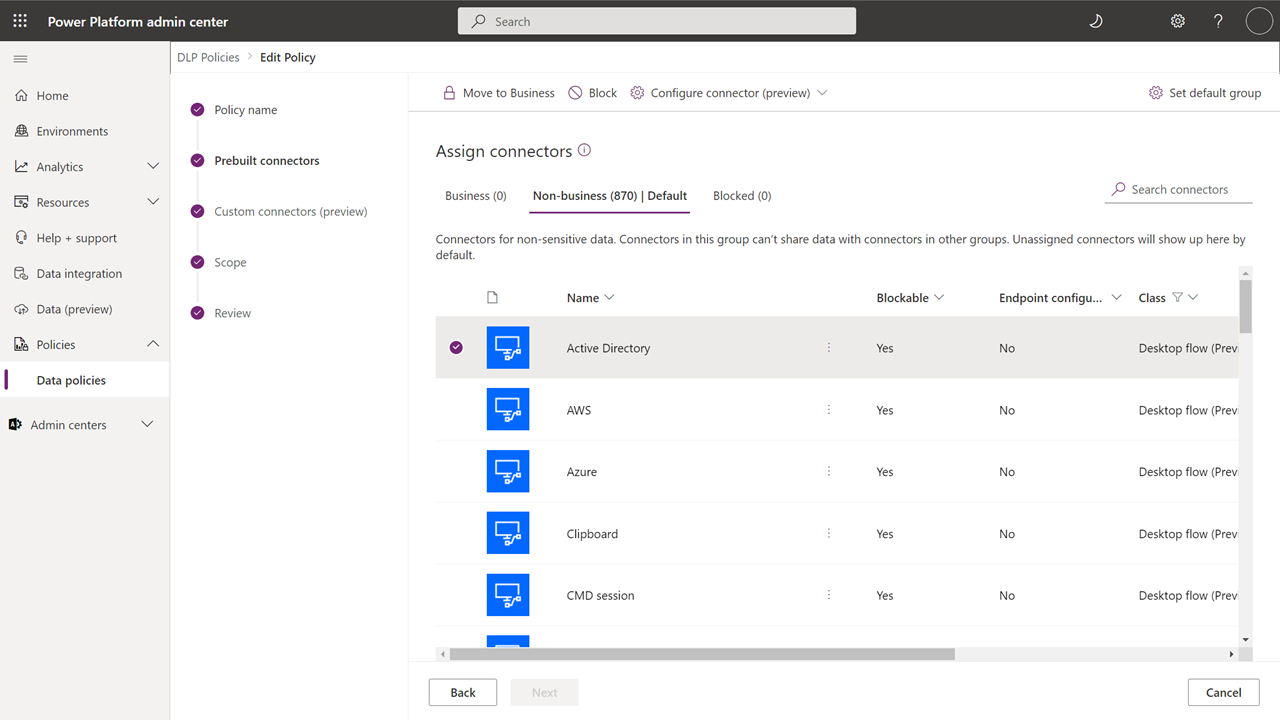 Power Platform admin center
Search
DLP Policies > Edit Policy
Home
Environments
Analytics
Resources
Help + support
Data integration
Data (preview)
Policies
Data policies
Admin centers
Policy name
Prebuilt connectors
Custom connectors (preview)
Scope
Review
Move to Business Block Configure connector (preview) Set default group
Assign connectors
Business (0) Non-business (870) | Default Blocked (0) Search connectors
Connectors for non-sensitive data. Connectors in this group can't share data with connectors in other groups. Unassigned connectors will show up here by
default.
Name Blockable Endpoint configu... Class
Active Directory Yes No Desktop flow (Prev
AWS Yes No Desktop flow (Prev
Azure Yes No Desktop flow (Prev
Clipboard Yes No Desktop flow (Prev
CMD session Yes No Desktop flow (Prev
Back Next Cancel